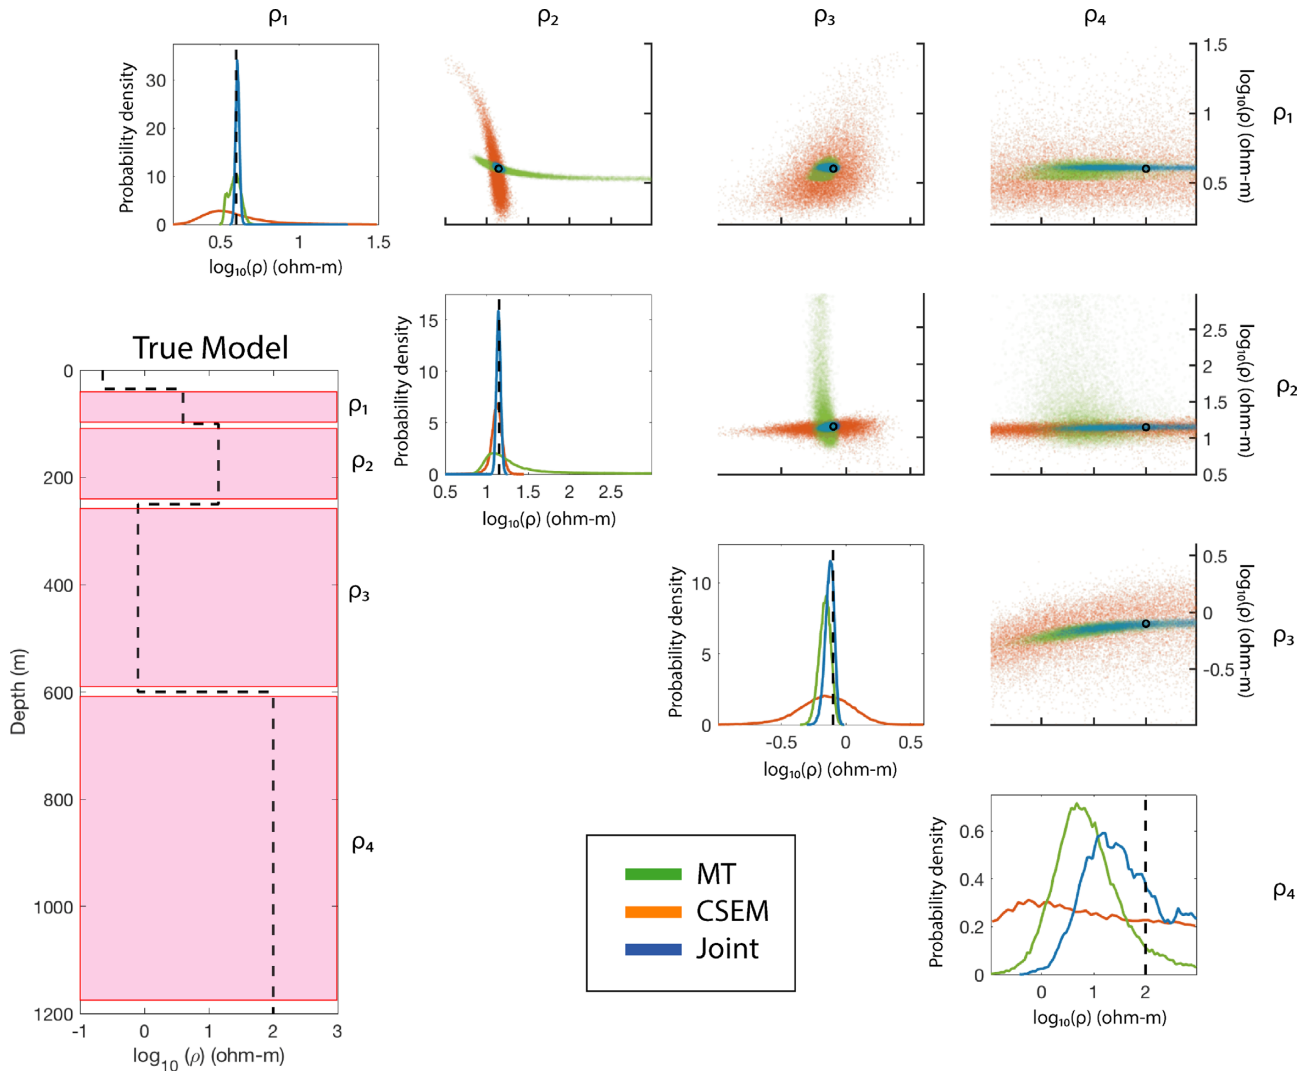 ρ₁
ρ₂
ρ₃
ρ₄
Probability density
30
20
10
0
0.5
1
1.5
log₁₀(ρ) (ohm-m)
1.5
1
0.5
log₁₀(ρ) (ohm-m)
ρ₁
Probability density
15
10
5
0
0.5
1
1.5
2
2.5
log₁₀(ρ) (ohm-m)
2.5
2
1.5
1
0.5
log₁₀(ρ) (ohm-m)
ρ₂
True Model
0
200
400
600
800
1000
1200
Depth (m)
-1
0
1
2
3
log₁₀ (ρ) (ohm-m)
ρ₁
ρ₂
ρ₃
ρ₄
Probability density
10
5
0
-0.5
0
0.5
log₁₀(ρ) (ohm-m)
0.5
0
-0.5
log₁₀(ρ) (ohm-m)
ρ₃
MT
CSEM
Joint
Probability density
0.6
0.4
0.2
0
0
1
2
log₁₀(ρ) (ohm-m)
ρ₄